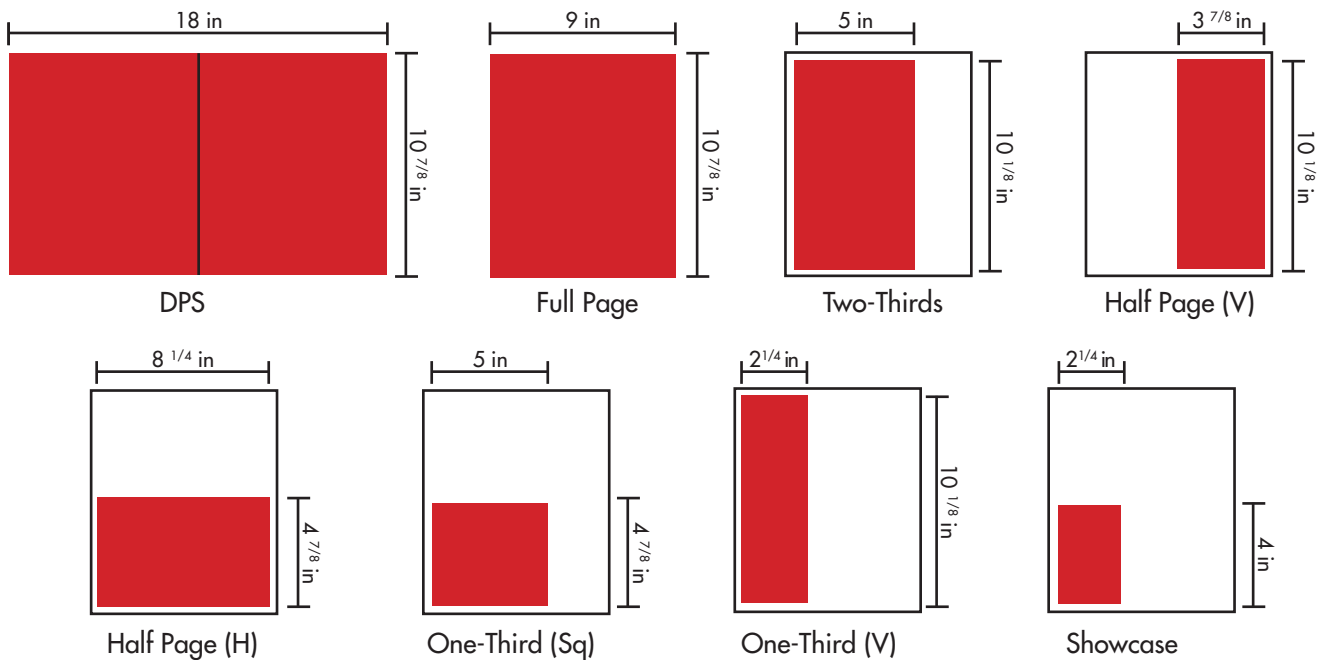 18 in
9 in
5 in
3 7/8 in
10 7/8 in
10 7/8 in
10 1/8 in
10 1/8 in
DPS
Full Page
Two-Thirds
Half Page (V)
8 1/4 in
5 in
2 1/4 in
2 1/4 in
4 7/8 in
4 7/8 in
10 1/8 in
4 in
Half Page (H)
One-Third (Sq)
One-Third (V)
Showcase